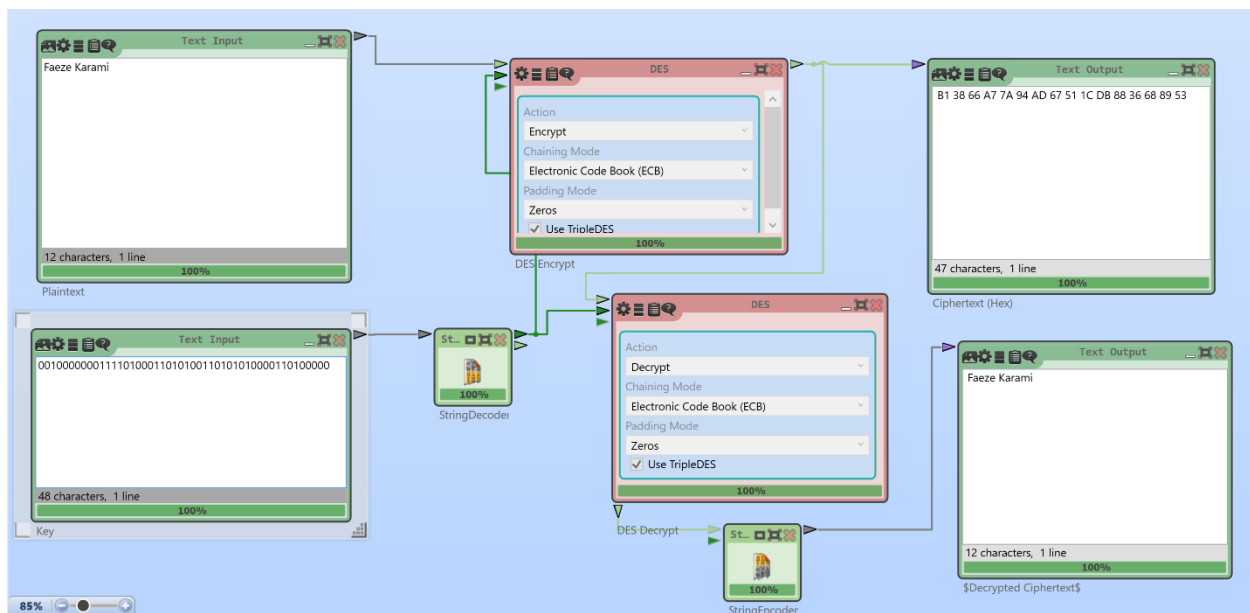 Text Input
Faeze Karami
12 characters, 1 line
100%
Plaintext
DES
Action
Encrypt
Chaining Mode
Electronic Code Book (ECB)
Padding Mode
Zeros
Use TripleDES
100%
DES Encrypt
Text Output
B1 38 66 A7 7A 94 AD 67 51 1C DB 88 36 68 89 53
47 characters, 1 line
100%
Ciphertext (Hex)
Text Input
48 characters, 1 line
100%
Key
St...
100%
StringDecoder
DES
Action
Decrypt
Chaining Mode
Electronic Code Book (ECB)
Padding Mode
Zeros
Use TripleDES
100%
DES Decrypt
St...
100%
StringEncoder
Text Output
Faeze Karami
12 characters, 1 line
100%
$Decrypted Ciphertext$
85%